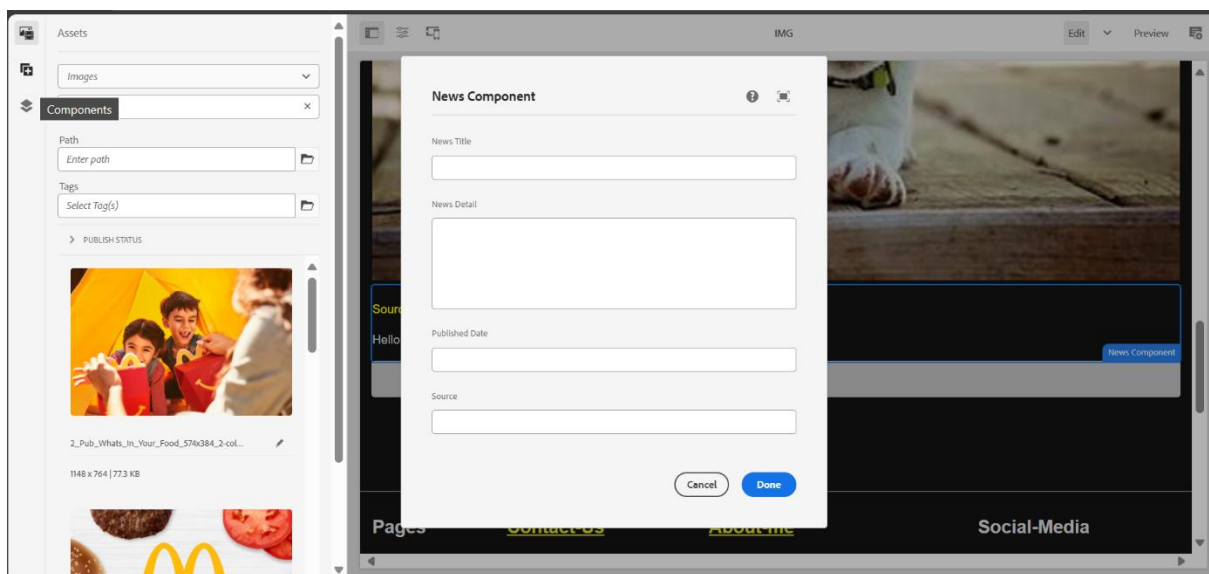 Assets
Images
Components
Path
Enter path
Tags
Select Tag(s)
PUBLISH STATUS
2_Pub_Whats_In_Your_Food_574x384_2-col...
1148 x 764 | 77.3 KB
IMG
Edit
Preview
News Component
News Title
News Detail
Published Date
Source
Cancel
Done
Sourc
Hello
News Component
Pages
Contact-Us
About-me
Social-Media